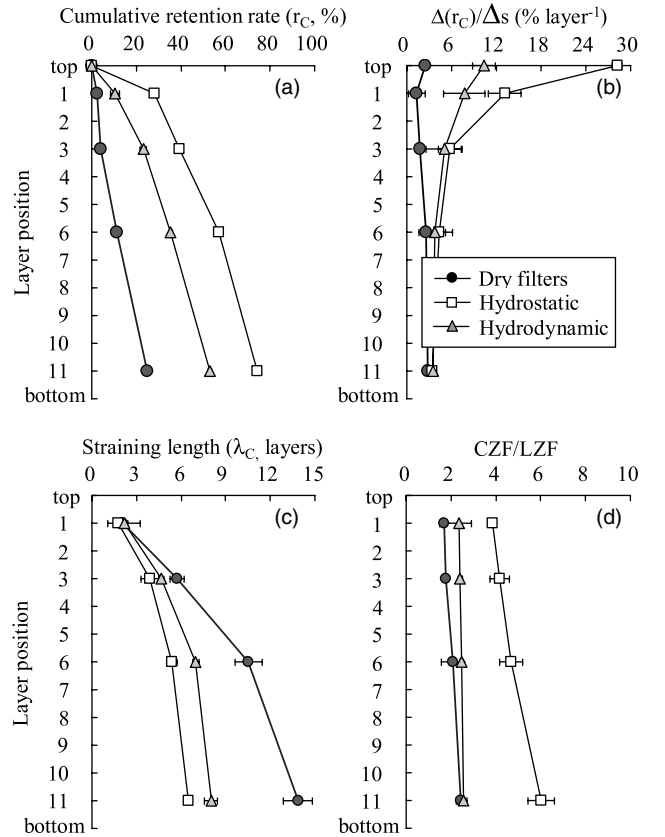 Cumulative retention rate (rC, %)
0 20 40 60 80 100
top
1
2
3
4
5
6
7
8
9
10
11
bottom
Layer position
(a)
Δ(rC)/Δs (% layer-1)
0 6 12 18 24 30
top
1
2
3
4
5
6
7
8
9
10
11
bottom
(b)
Dry filters
Hydrostatic
Hydrodynamic
Straining length (λC, layers)
0 3 6 9 12 15
top
1
2
3
4
5
6
7
8
9
10
11
bottom
Layer position
(c)
CZF/LZF
0 2 4 6 8 10
top
1
2
3
4
5
6
7
8
9
10
11
bottom
(d)